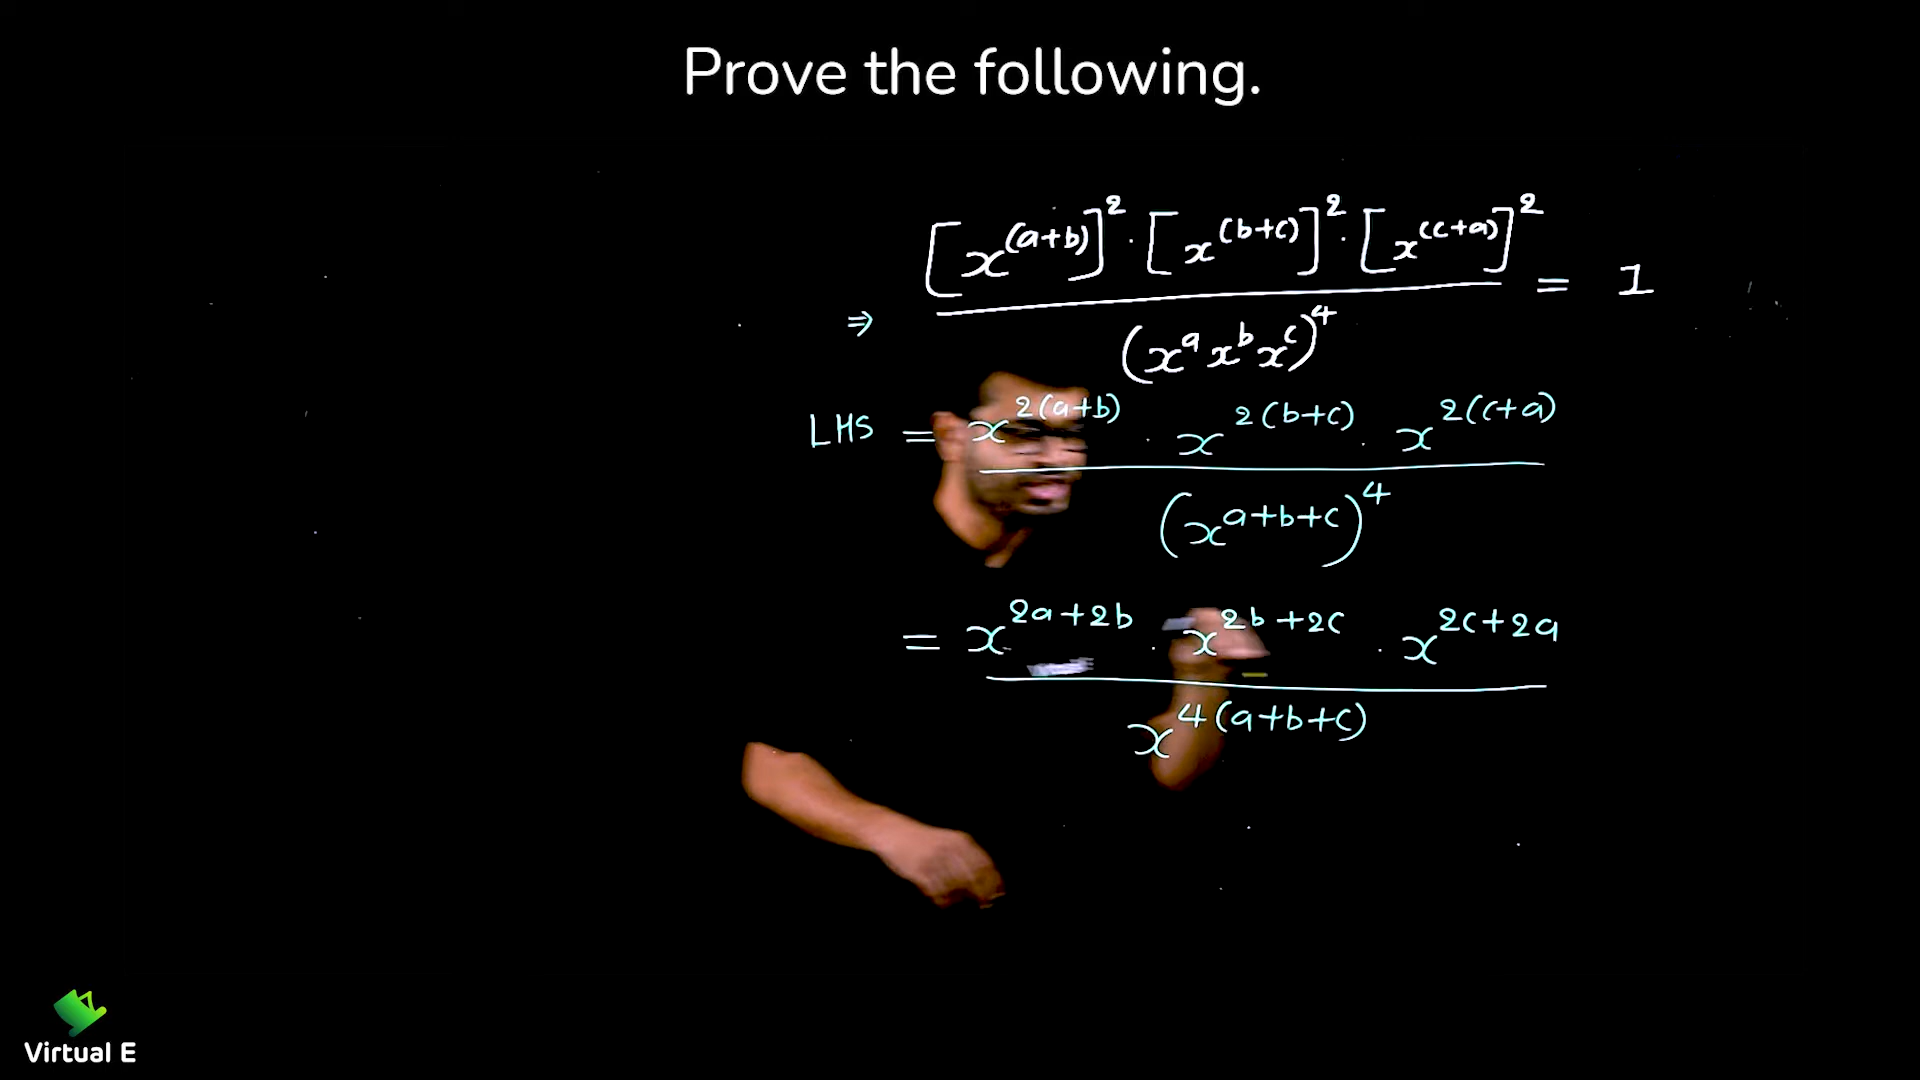 Prove the following.
⇒ [x^(a+b)]^2 · [x^(b+c)]^2 · [x^(c+a)]^2 / (x^a x^b x^c)^4 = 1
LHS = x^2(a+b) · x^2(b+c) · x^2(c+a) / (x^a+b+c)^4
= x^2a+2b · x^2b+2c · x^2c+2a / x^4(a+b+c)
Virtual E